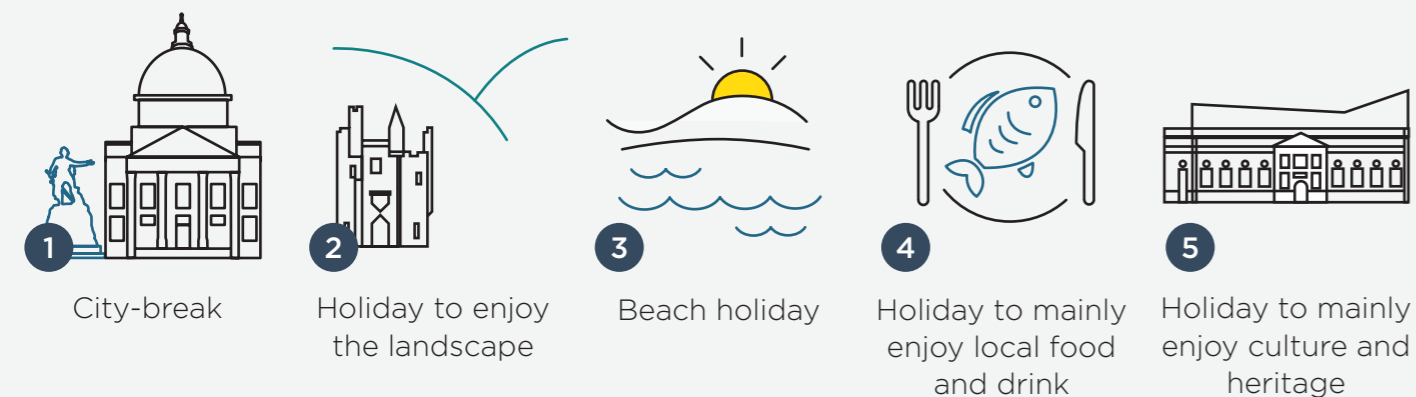 1
City-break
2
Holiday to enjoy
the landscape
3
Beach holiday
4
Holiday to mainly
enjoy local food
and drink
5
Holiday to mainly
enjoy culture and
heritage